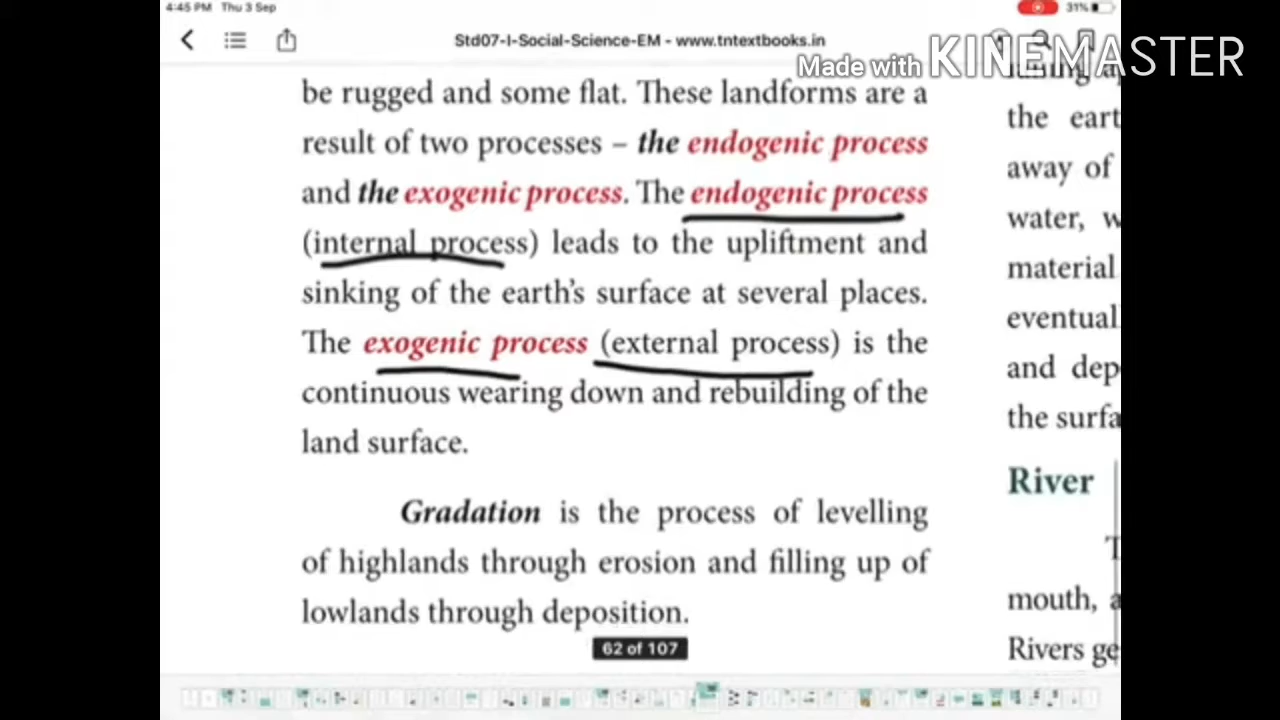 4:45 PM Thu 3 Sep
31%
Std07-I-Social-Science-EM - www.tntextbooks.in
Made with KINEMASTER
be rugged and some flat. These landforms are a
result of two processes – the endogenic process
and the exogenic process. The endogenic process
(internal process) leads to the upliftment and
sinking of the earth's surface at several places.
The exogenic process (external process) is the
continuous wearing down and rebuilding of the
land surface.
Gradation is the process of levelling
of highlands through erosion and filling up of
lowlands through deposition.
62 of 107
the eart
away of
water, w
material
eventual
and dep
the surfa
River
T
mouth, a
Rivers ge